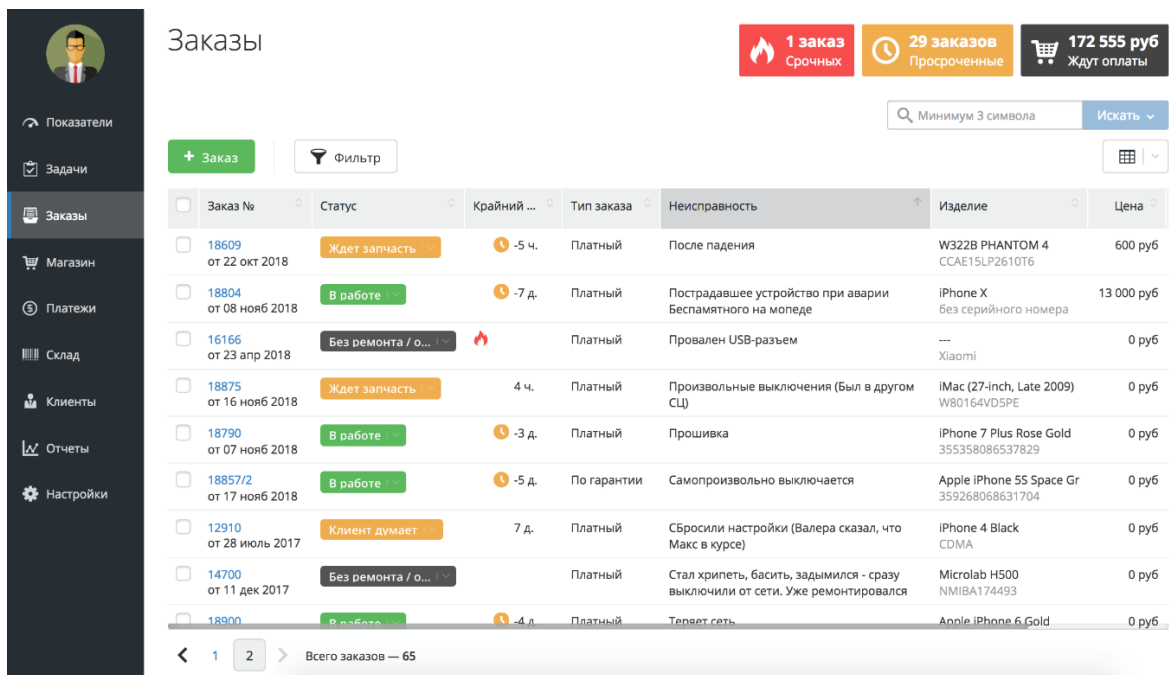 Заказы
1 заказ
Срочных
29 заказов
Просроченные
172 555 руб
Ждут оплаты
Показатели
Задачи
Заказы
Магазин
Платежи
Склад
Клиенты
Отчеты
Настройки
Минимум 3 символа
Искать
+ Заказ
Фильтр
Заказ № Статус Крайний ... Тип заказа Неисправность Изделие Цена
18609 Ждет запчасть -5 ч. Платный После падения W322B PHANTOM 4 600 руб
от 22 окт 2018 CCAE15LP2610T6
18804 В работе -7 д. Платный Пострадавшее устройство при аварии iPhone X 13 000 руб
от 08 нояб 2018 Беспамятного на мопеде без серийного номера
16166 Без ремонта / о... Платный Провален USB-разъем --- 0 руб
от 23 апр 2018 Xiaomi
18875 Ждет запчасть 4 ч. Платный Произвольные выключения (Был в другом iMac (27-inch, Late 2009) 0 руб
от 16 нояб 2018 СЦ) W80164VD5PE
18790 В работе -3 д. Платный Прошивка iPhone 7 Plus Rose Gold 0 руб
от 07 нояб 2018 355358086537829
18857/2 В работе -5 д. По гарантии Самопроизвольно выключается Apple iPhone 5S Space Gr 0 руб
от 17 нояб 2018 359268068631704
12910 Клиент думает 7 д. Платный СБросили настройки (Валера сказал, что iPhone 4 Black 0 руб
от 28 июль 2017 Макс в курсе) CDMA
14700 Без ремонта / о... Платный Стал хрипеть, басить, задымился - сразу Microlab H500 0 руб
от 11 дек 2017 выключили от сети. Уже ремонтировался NMIBA174493
18900 В работе -4 д. Платный Теряет сеть Apple iPhone 6 Gold 0 руб
1 2 Всего заказов — 65